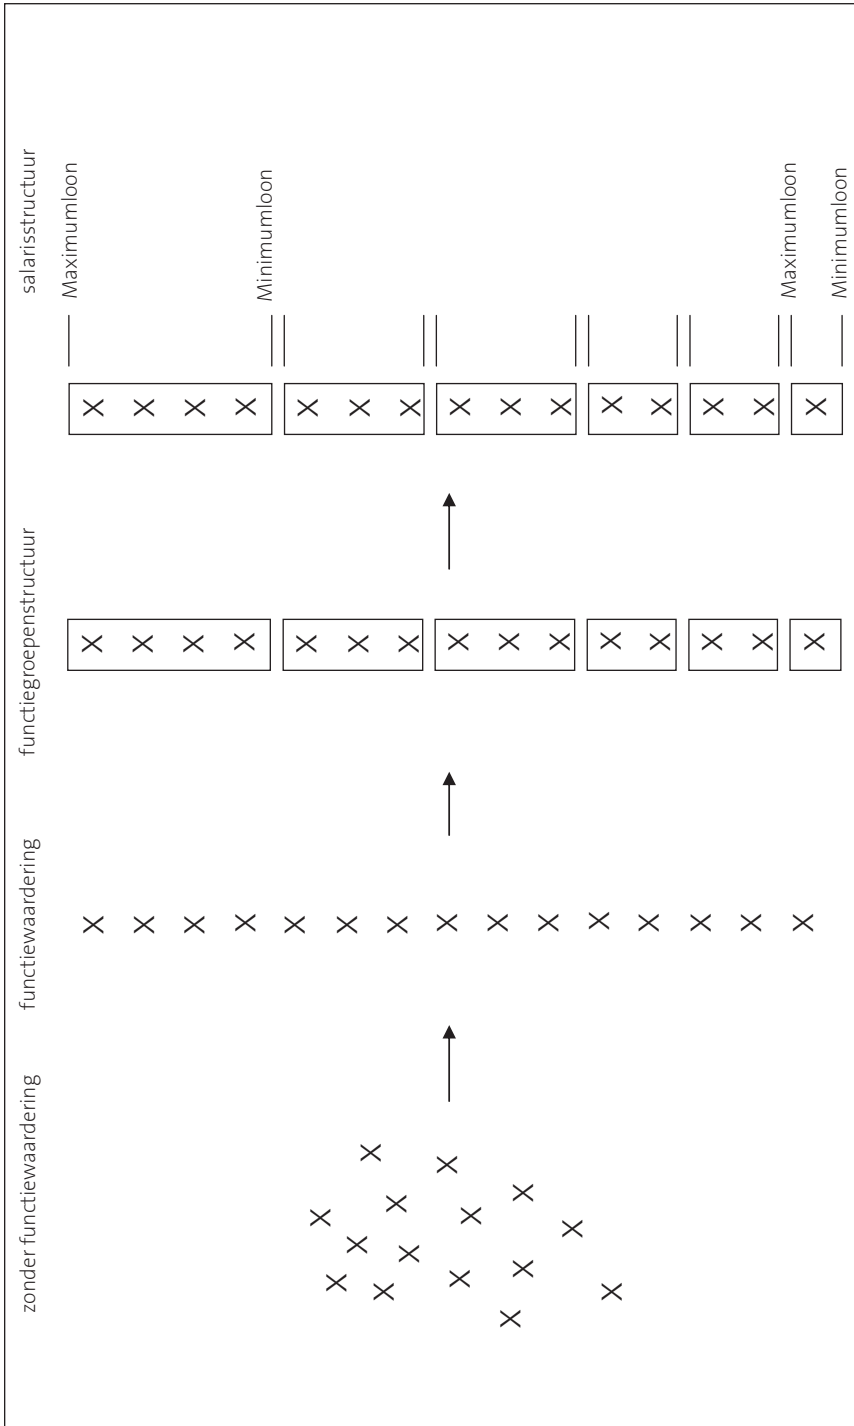 zonder functiewaardering
functiewaardering
functiegroepenstructuur
salarisstructuur
Maximumloon
Minimumloon
Maximumloon
Minimumloon